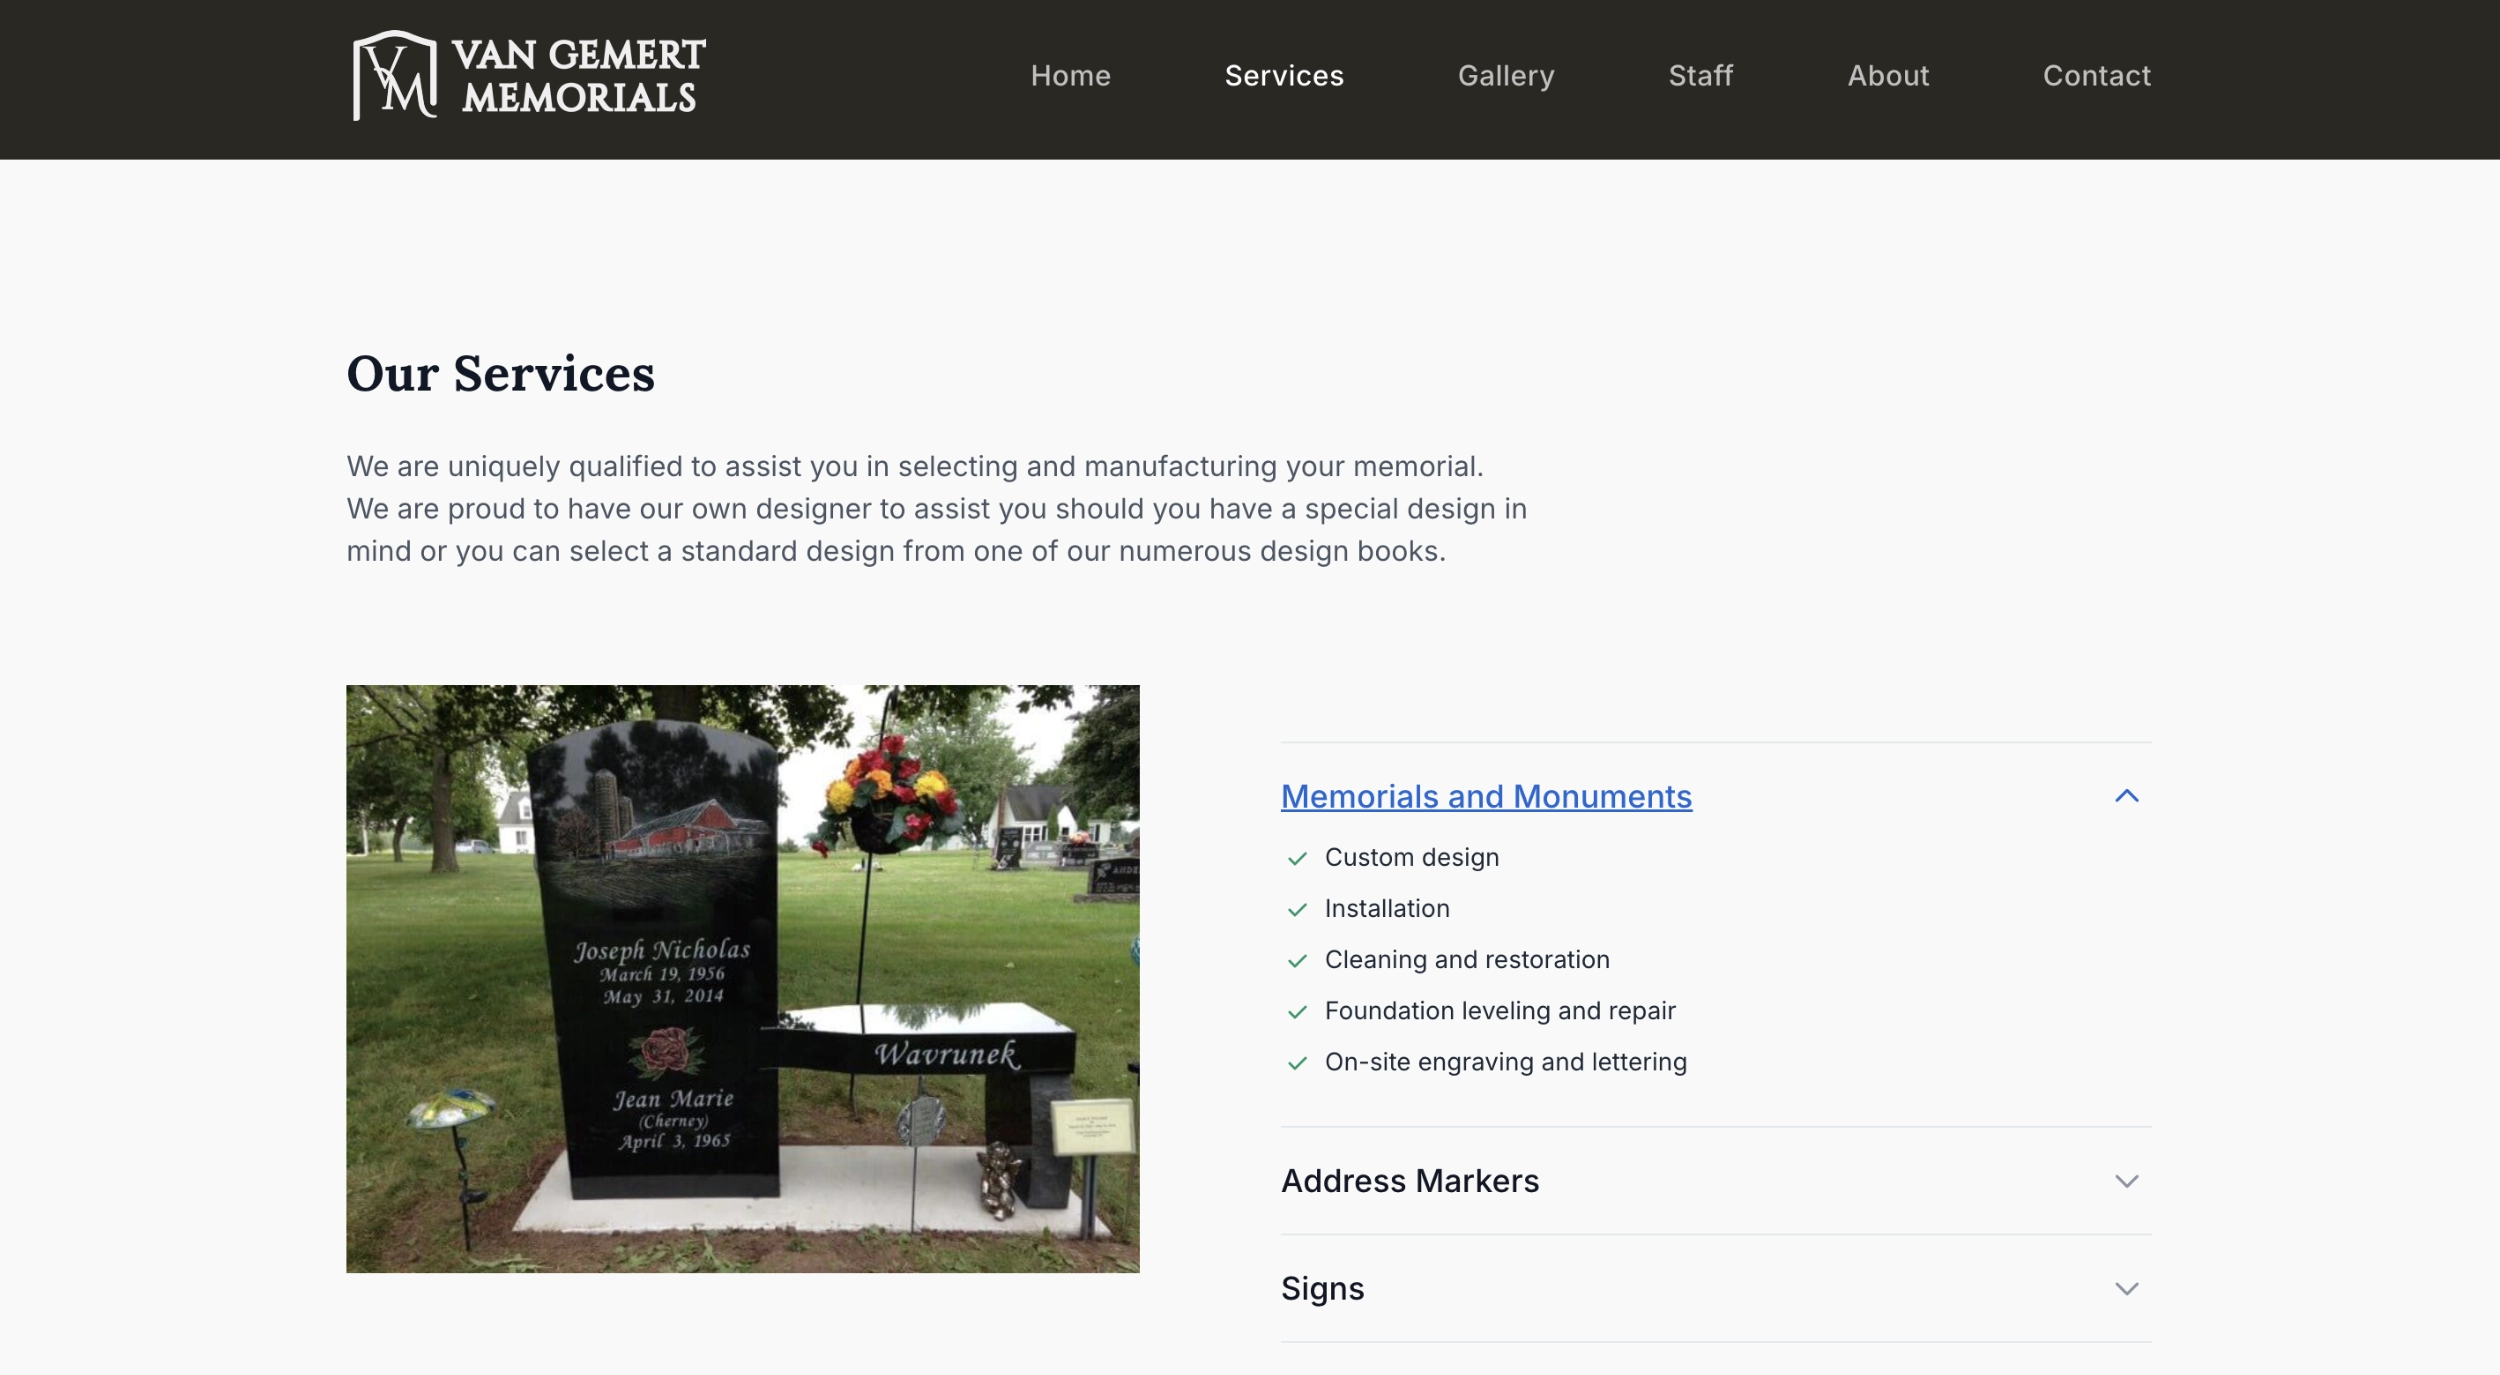 VAN GEMERT
MEMORIALS
Home
Services
Gallery
Staff
About
Contact
Our Services
We are uniquely qualified to assist you in selecting and manufacturing your memorial.
We are proud to have our own designer to assist you should you have a special design in
mind or you can select a standard design from one of our numerous design books.
Joseph Nicholas
March 19, 1956
May 31, 2014
Jean Marie
(Cherney)
April 3, 1965
Wavrunek
Memorials and Monuments
Custom design
Installation
Cleaning and restoration
Foundation leveling and repair
On-site engraving and lettering
Address Markers
Signs